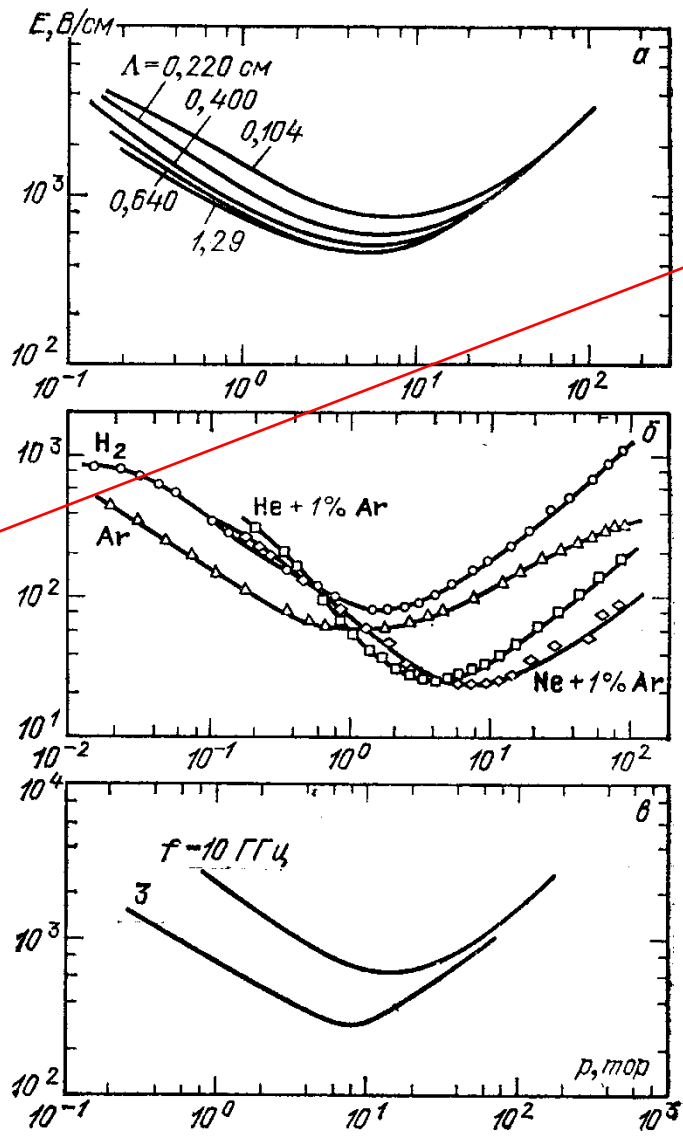 E, В/см
а
Λ=0,220 см
0,400
0,104
10³
0,640
1,29
10²
10⁻¹ 10⁰ 10¹ 10²
10³
H₂
б
He + 1% Ar
Ar
10²
Ne + 1% Ar
10¹
10⁻² 10⁻¹ 10⁰ 10¹ 10²
10⁴
в
f=10 ГГц
3
10³
10²
p, тор
10⁻¹ 10⁰ 10¹ 10² 10³